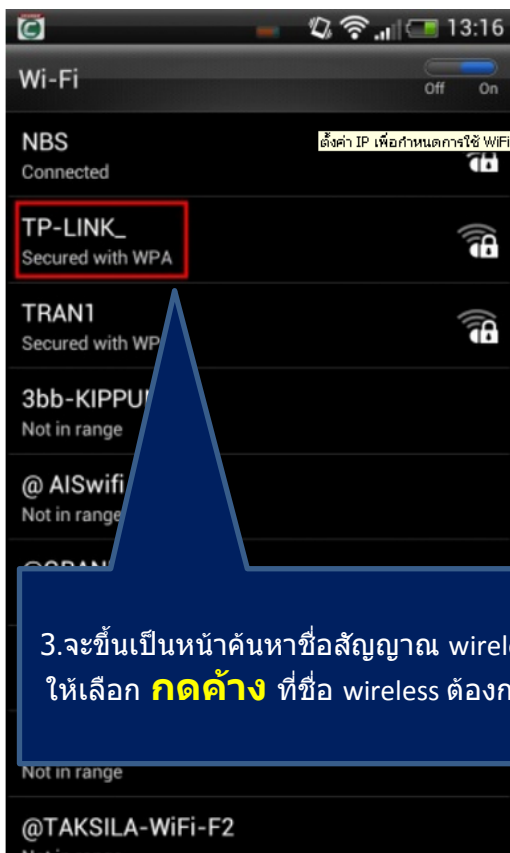 13:16
Wi-Fi
Off On
NBS
ตั้งค่า IP เพื่อกำหนดการใช้ WiFi
Connected
TP-LINK_
Secured with WPA
TRAN1
Secured with WP
3bb-KIPPU
Not in range
@ AISwifi
Not in range
3.จะขึ้นเป็นหน้าค้นหาชื่อสัญญาณ wirel
ให้เลือก กดค้าง ที่ชื่อ wireless ต้องก
Not in range
@TAKSILA-WiFi-F2